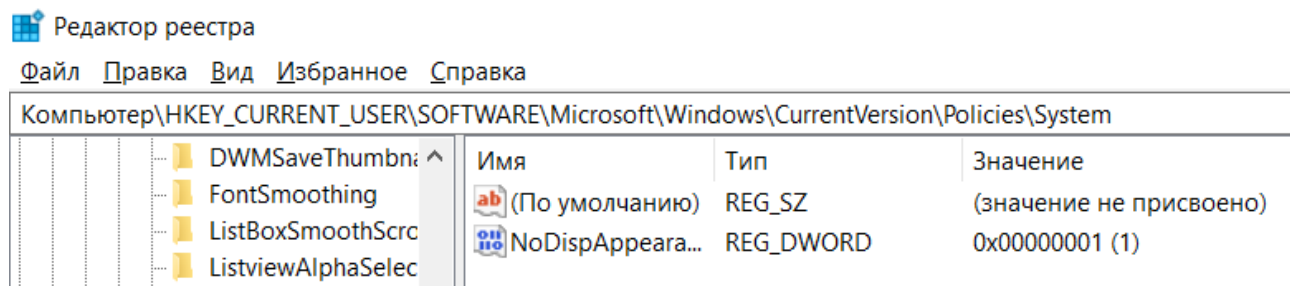 Редактор реестра
Файл Правка Вид Избранное Справка
Компьютер\HKEY_CURRENT_USER\SOFTWARE\Microsoft\Windows\CurrentVersion\Policies\System
DWMSaveThumbna
FontSmoothing
ListBoxSmoothScro
ListviewAlphaSelec
Имя Тип Значение
ab (По умолчанию) REG_SZ (значение не присвоено)
NoDispAppeara... REG_DWORD 0x00000001 (1)